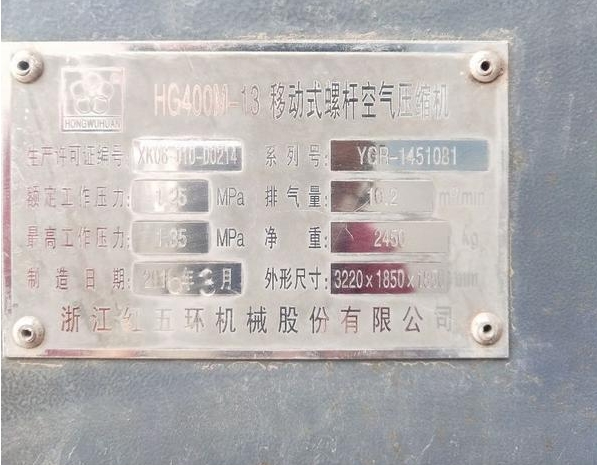 HG400M-13 移动式螺杆空气压缩机
HONGWUHUAN
生产许可证编号 XK06-010-00214 系列号: YCR-1451081
额定工作压力: 1.25 MPa 排气量: 10.2 m³/min
最高工作压力: 1.35 MPa 净重: 2450 kg
制造日期: 年 月 外形尺寸: 3220x1850x mm
浙江红五环机械股份有限公司